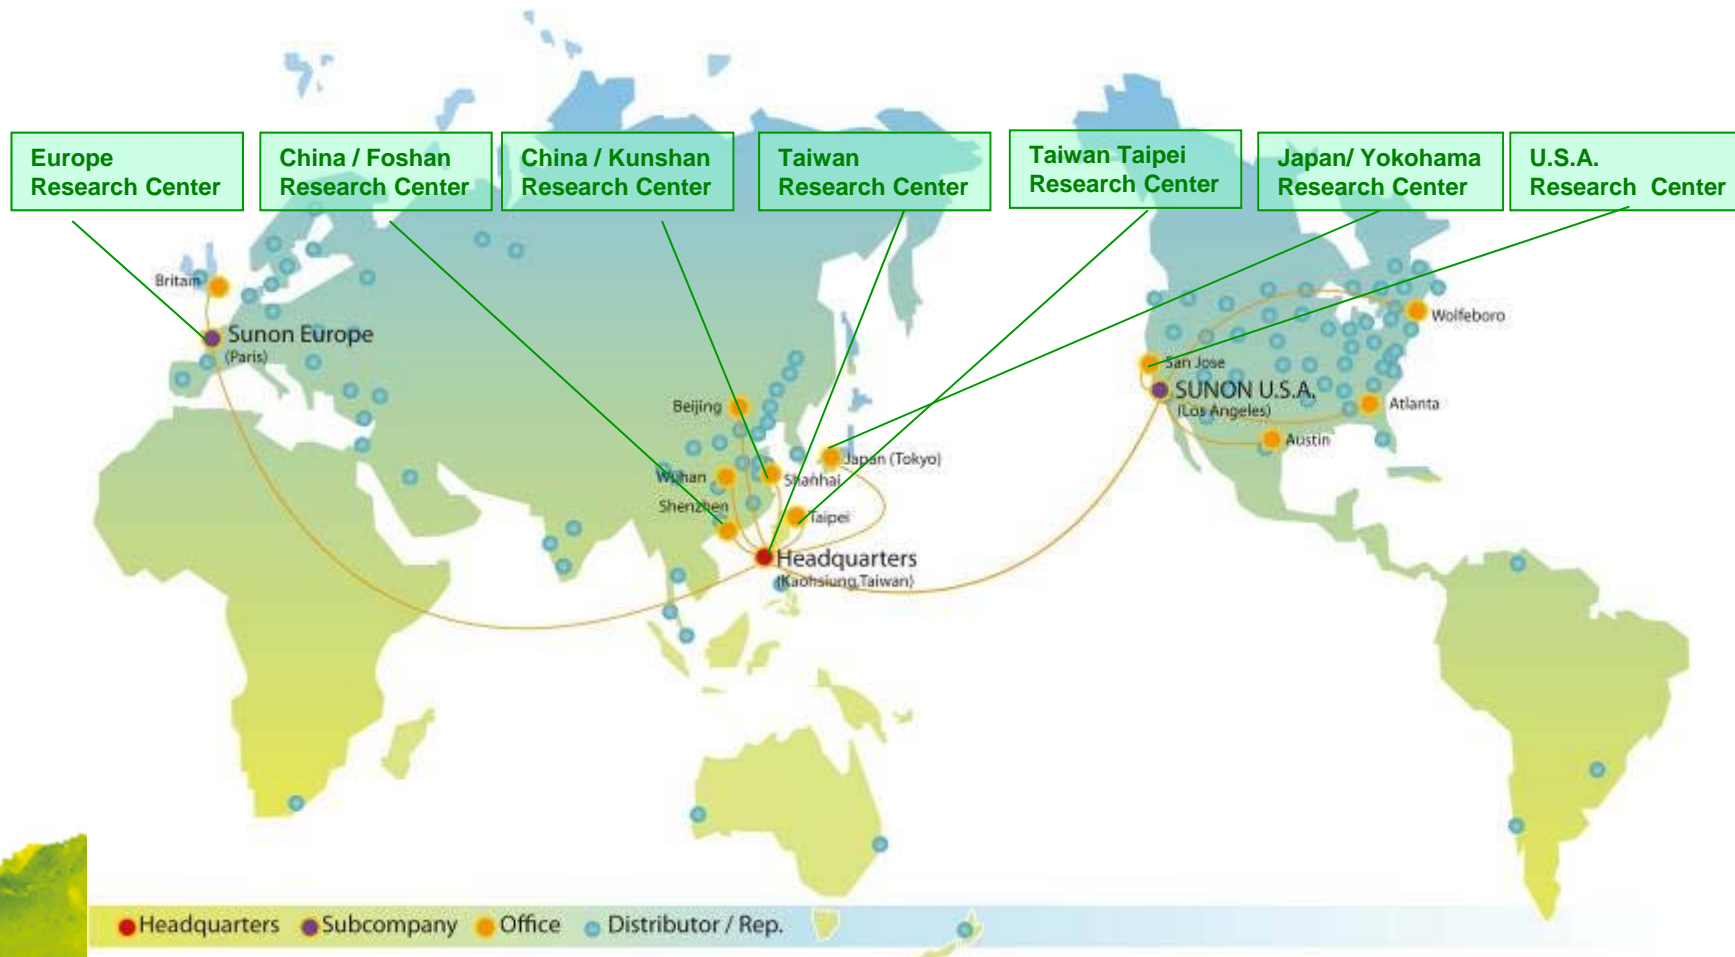 Europe
Research Center
China / Foshan
Research Center
China / Kunshan
Research Center
Taiwan
Research Center
Taiwan Taipei
Research Center
Japan/ Yokohama
Research Center
U.S.A.
Research Center
Britain
Sunon Europe
(Paris)
Beijing
Wuhan
Shenzhen
Shanhai
Japan (Tokyo)
Taipei
Headquarters
(Kaohsiung,Taiwan)
San Jose
SUNON U.S.A.
(Los Angeles)
Wolfeboro
Atlanta
Austin
Headquarters
Subcompany
Office
Distributor / Rep.